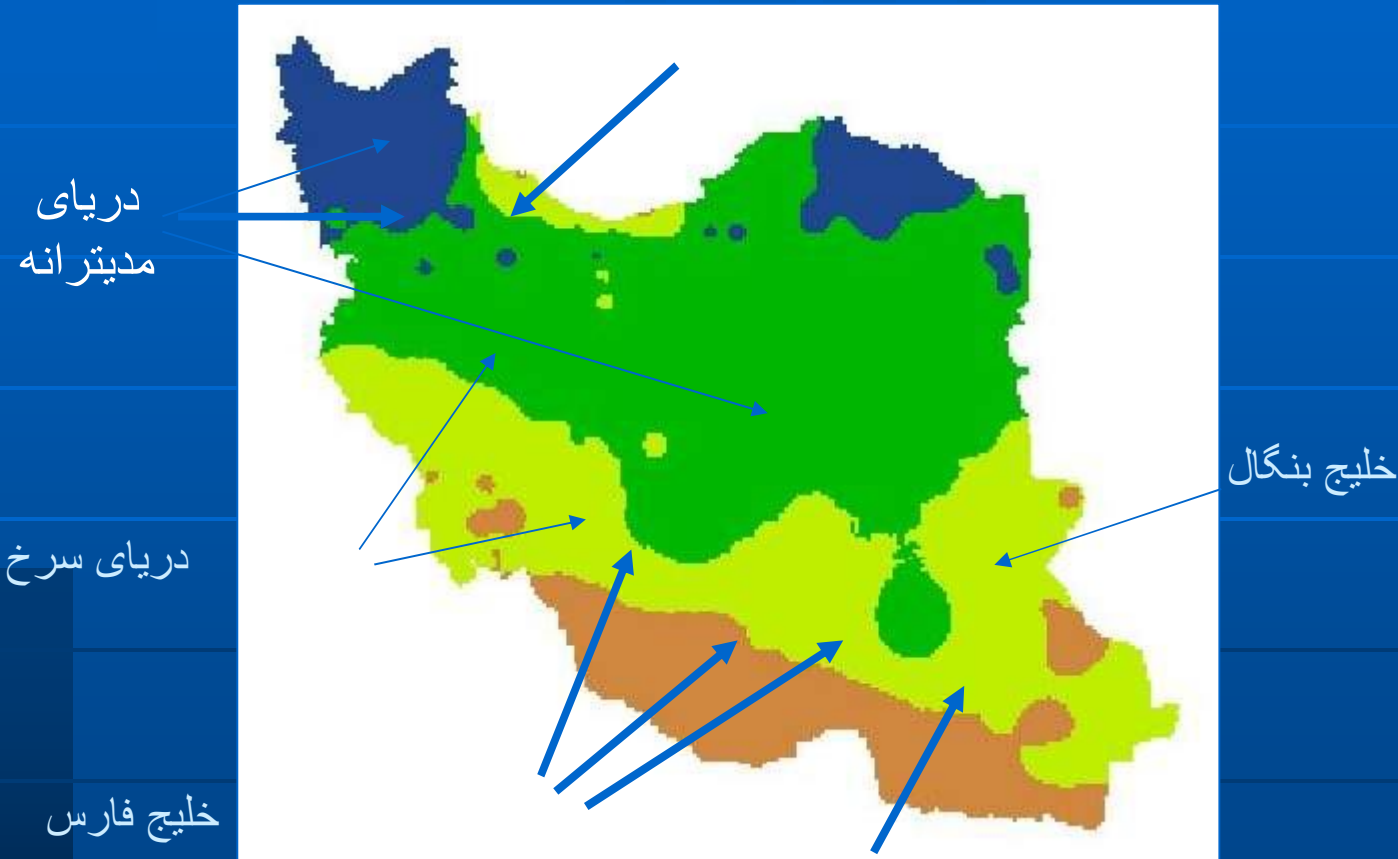 دریای
مدیترانه
خلیج بنگال
دریای سرخ
خلیج فارس